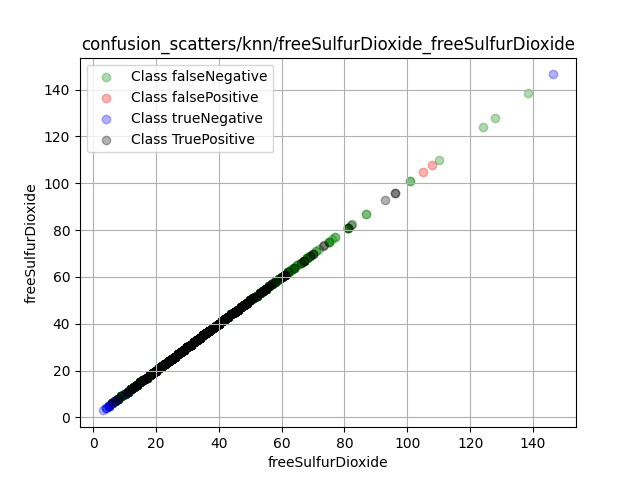 confusion_scatters/knn/freeSulfurDioxide_freeSulfurDioxide
Class falseNegative
Class falsePositive
Class trueNegative
Class TruePositive
freeSulfurDioxide
140
120
100
80
60
40
20
0
0 20 40 60 80 100 120 140
freeSulfurDioxide